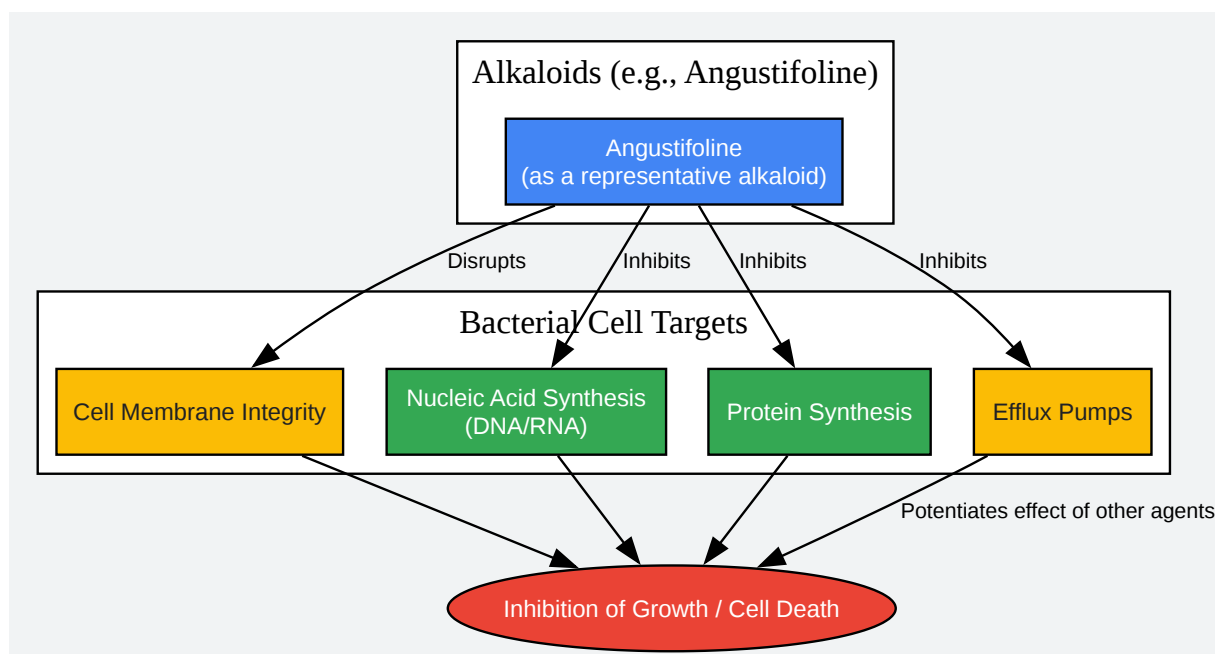 Alkaloids (e.g., Angustifoline)
Angustifoline
(as a representative alkaloid)
Disrupts
Inhibits
Inhibits
Inhibits
Bacterial Cell Targets
Cell Membrane Integrity
Nucleic Acid Synthesis
(DNA/RNA)
Protein Synthesis
Efflux Pumps
Potentiates effect of other agents
Inhibition of Growth / Cell Death